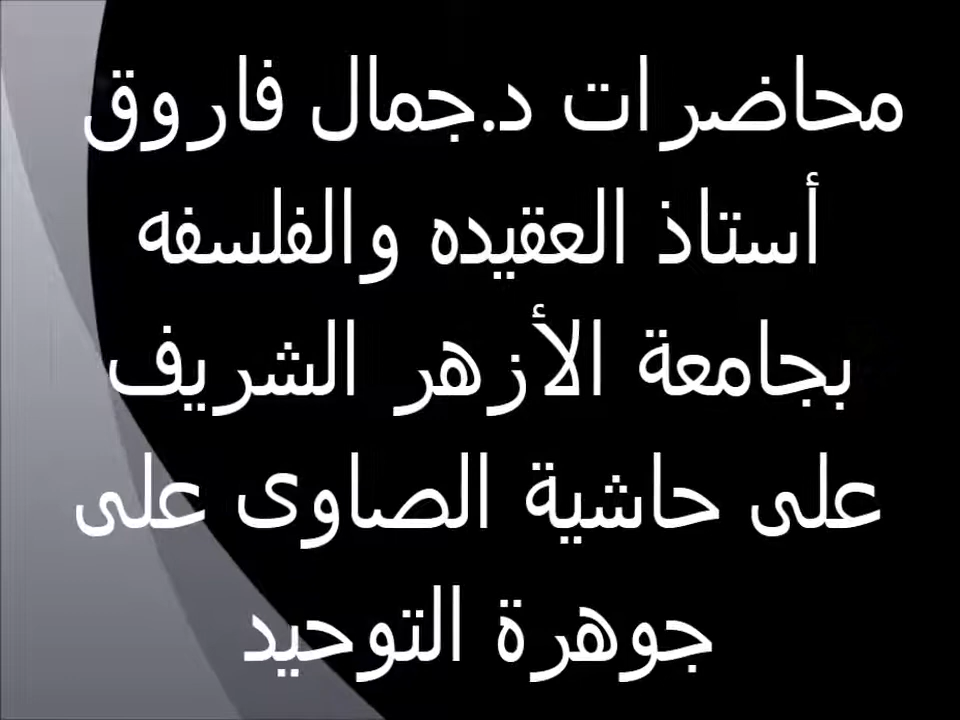 محاضرات د.جمال فاروق
أستاذ العقيده والفلسفه
بجامعة الأزهر الشريف
على حاشية الصاوى على
جوهرة التوحيد